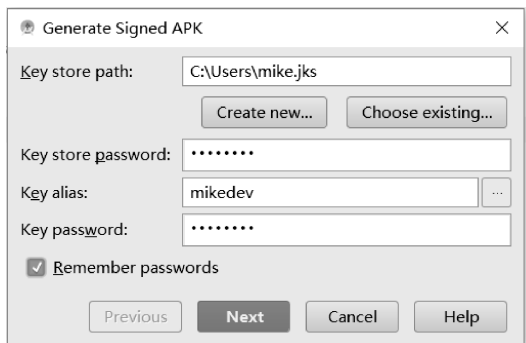 Generate Signed APK
Key store path: C:\Users\mike.jks
Create new... Choose existing...
Key store password: ••••••••
Key alias: mikedev ...
Key password: ••••••••
Remember passwords
Previous Next Cancel Help